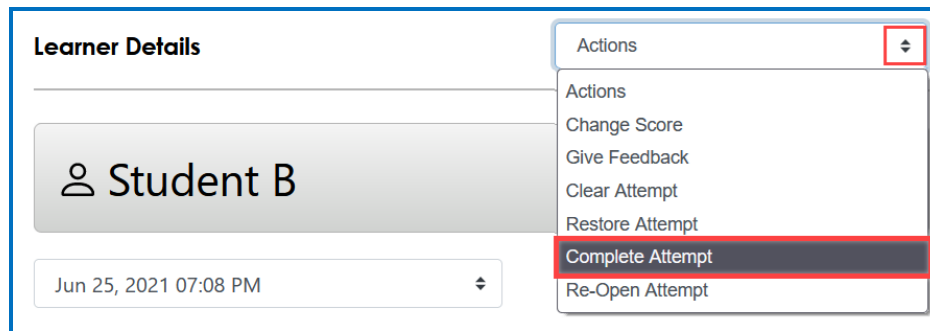 Learner Details
Actions
Actions
Change Score
Give Feedback
Clear Attempt
Restore Attempt
Complete Attempt
Re-Open Attempt
Student B
Jun 25, 2021 07:08 PM